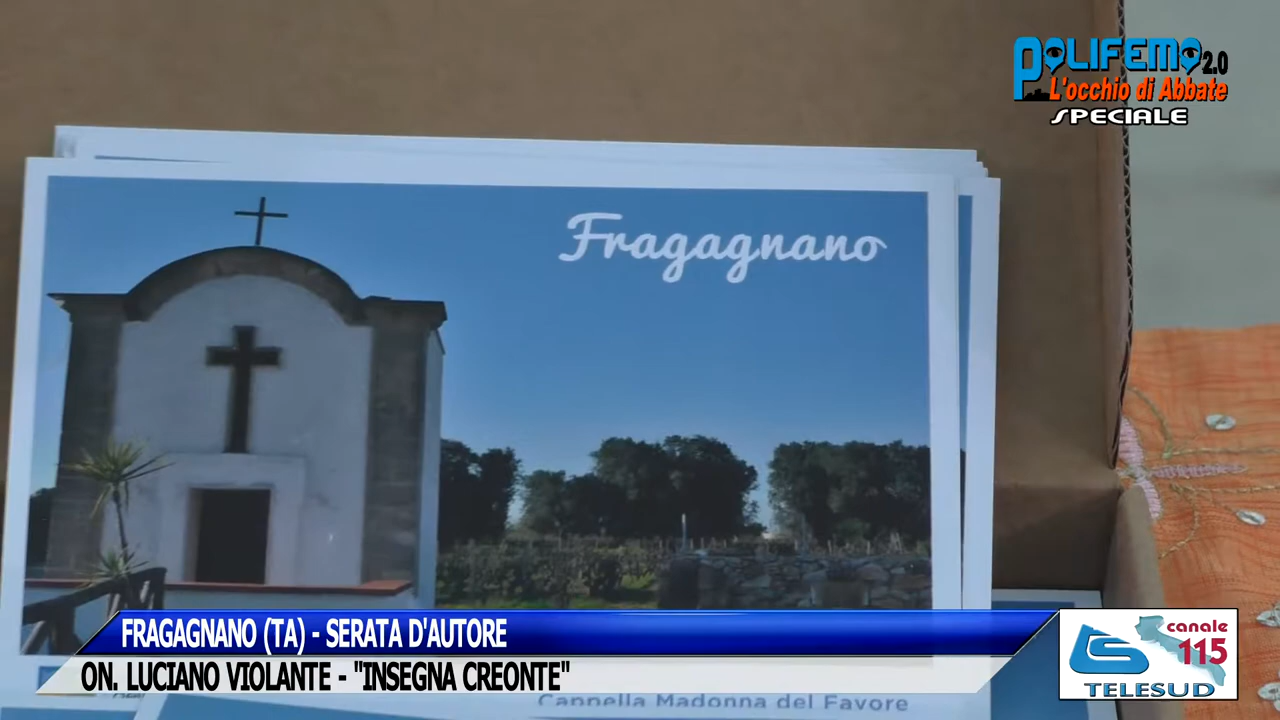 POLIFEMO 2.0
L'occhio di Abbate
SPECIALE
Fragagnano
FRAGAGNANO (TA) - SERATA D'AUTORE
ON. LUCIANO VIOLANTE - "INSEGNA CREONTE"
Cappella Madonna del Favore
canale
115
TELESUD